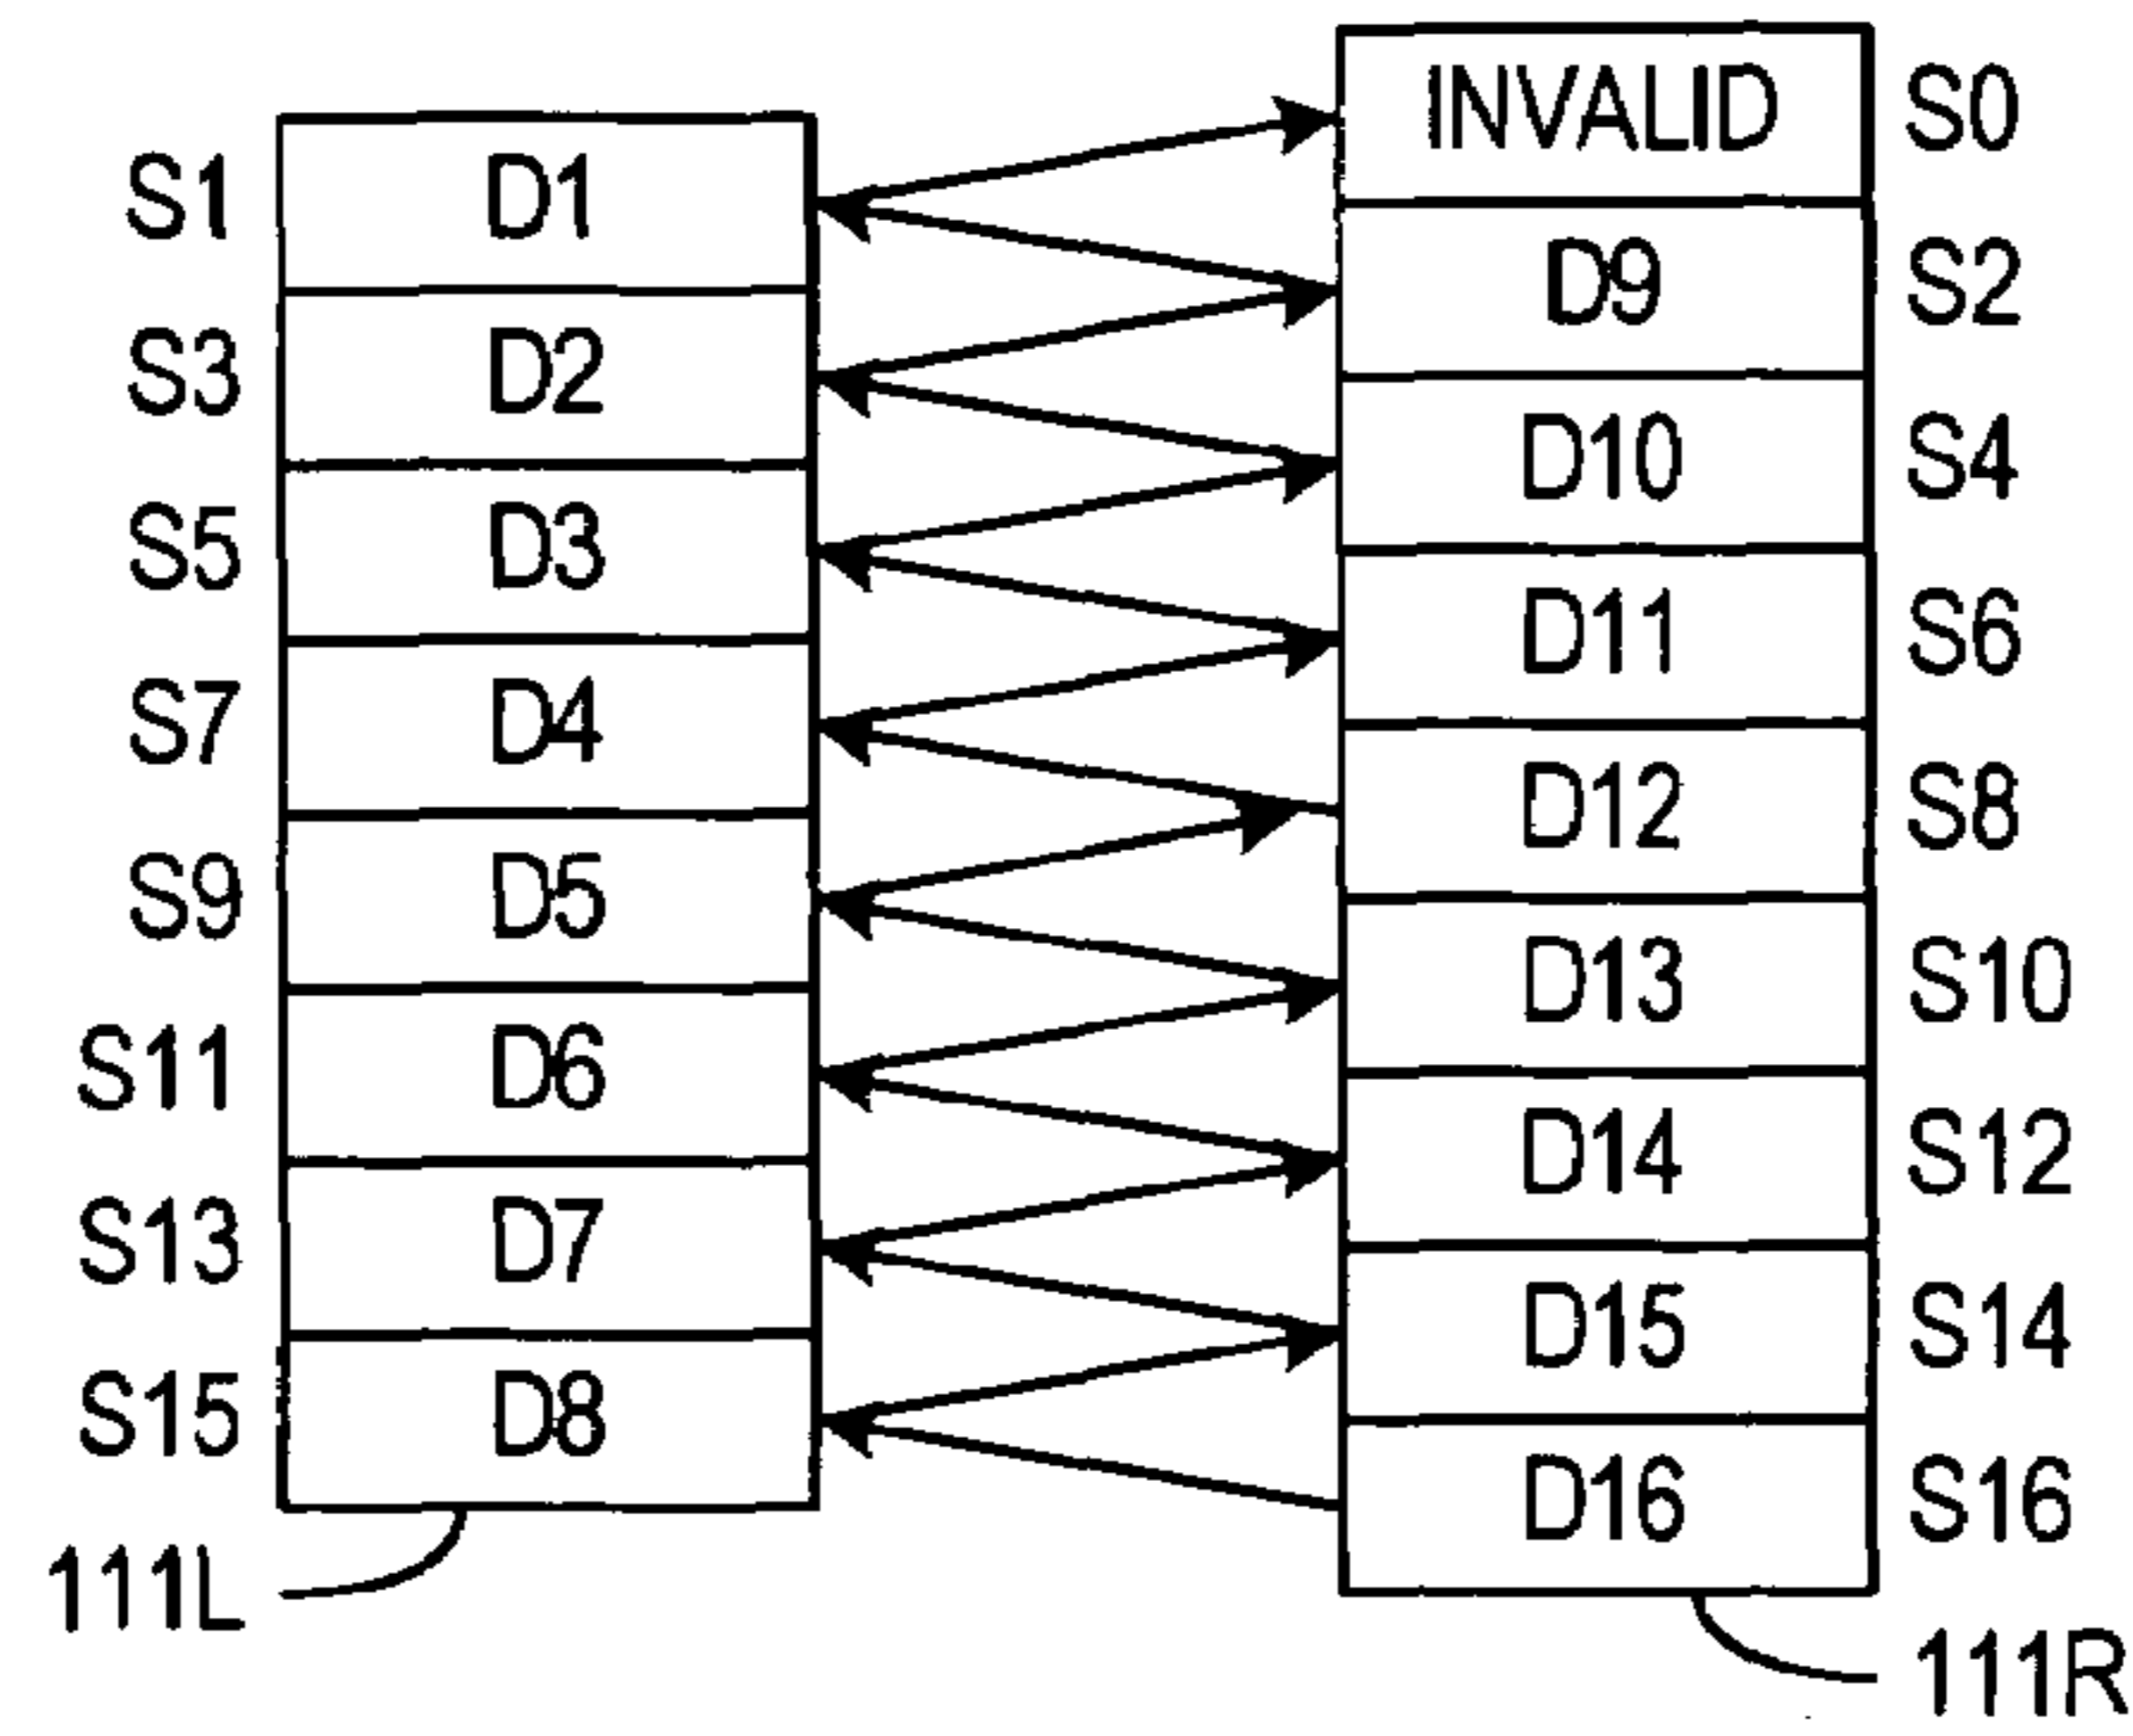 INVALID S0
S1 D1
D9 S2
S3 D2
D10 S4
S5 D3
D11 S6
S7 D4
D12 S8
S9 D5
D13 S10
S11 D6
D14 S12
S13 D7
D15 S14
S15 D8
D16 S16
111L
111R